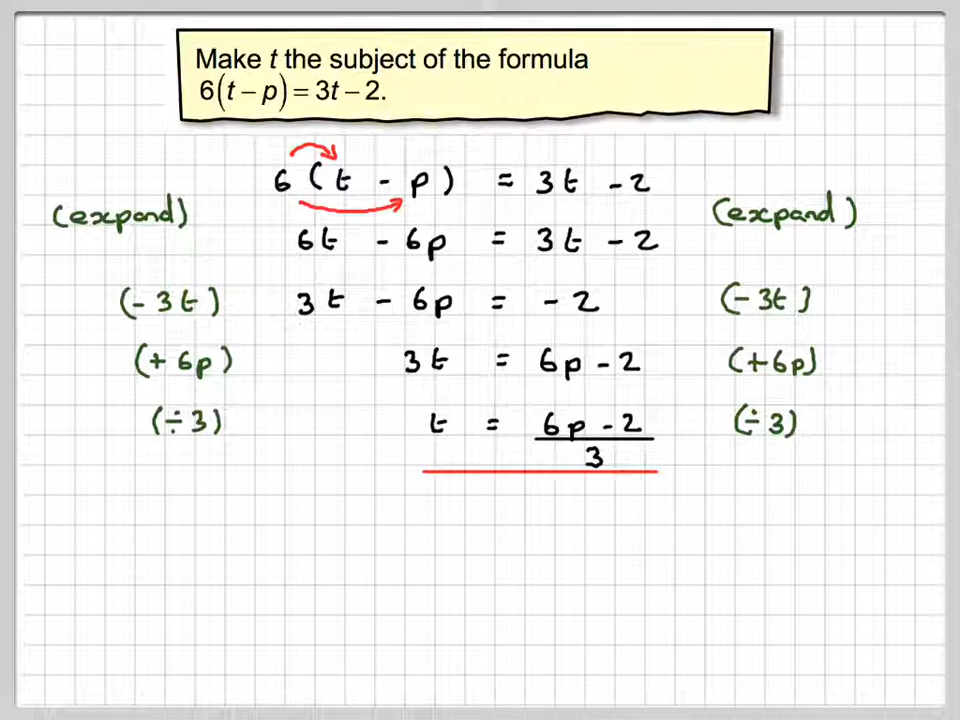 Make t the subject of the formula
6(t – p) = 3t – 2.
6 (t - p) = 3t - 2
(expand) 6t - 6p = 3t - 2 (expand)
(- 3t) 3t - 6p = - 2 (- 3t)
(+ 6p) 3t = 6p - 2 (+6p)
(÷ 3) t = 6p - 2 (÷ 3)
3